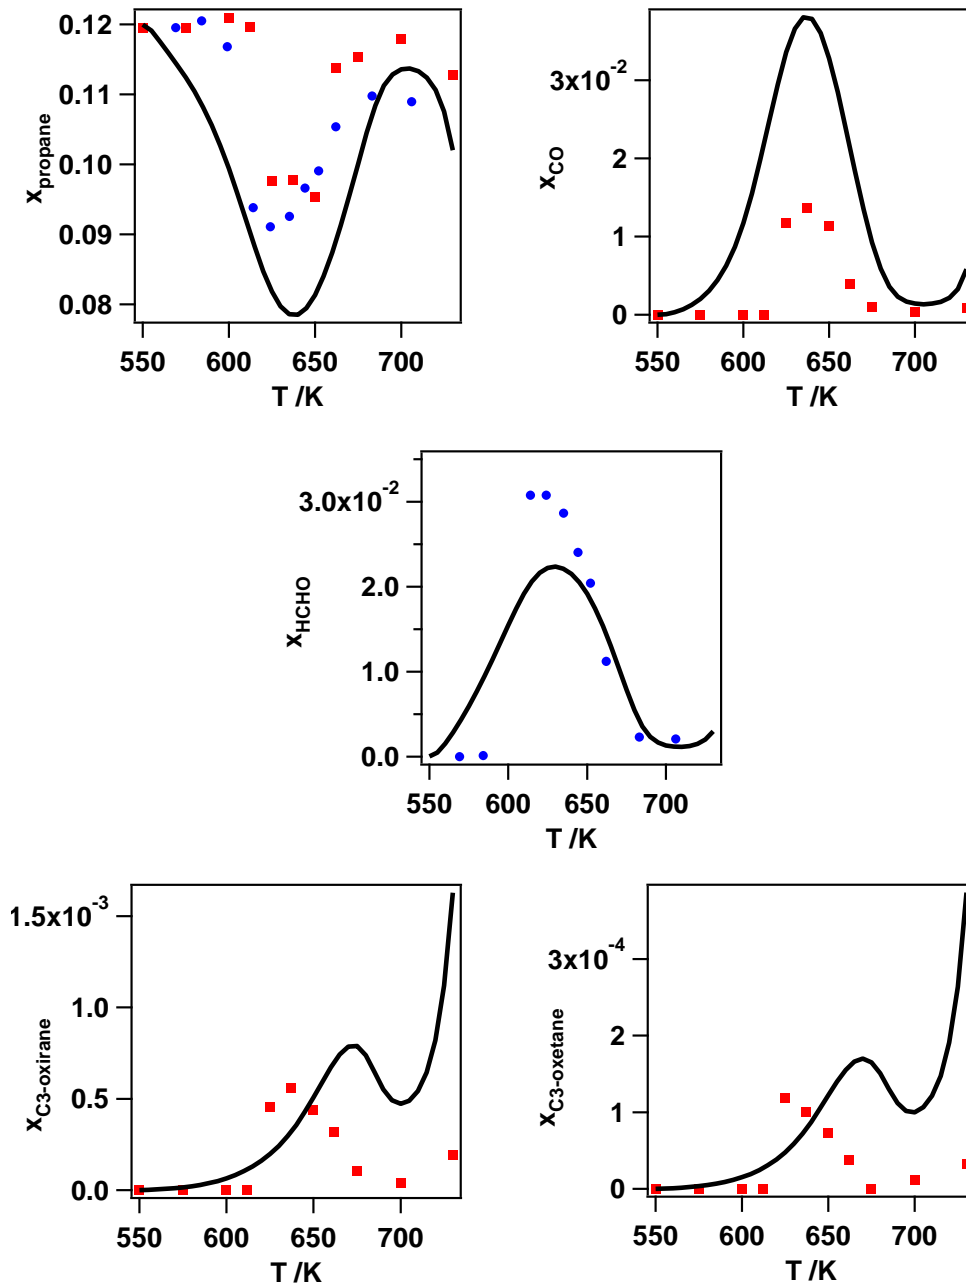 0.12
0.11
0.10
0.09
0.08
x_propane
550 600 650 700
T /K
3x10^-2
2
1
0
x_CO
550 600 650 700
T /K
3.0x10^-2
2.0
1.0
0.0
x_HCHO
550 600 650 700
T /K
1.5x10^-3
1.0
0.5
0.0
x_C3-oxirane
550 600 650 700
T /K
3x10^-4
2
1
0
x_C3-oxetane
550 600 650 700
T /K